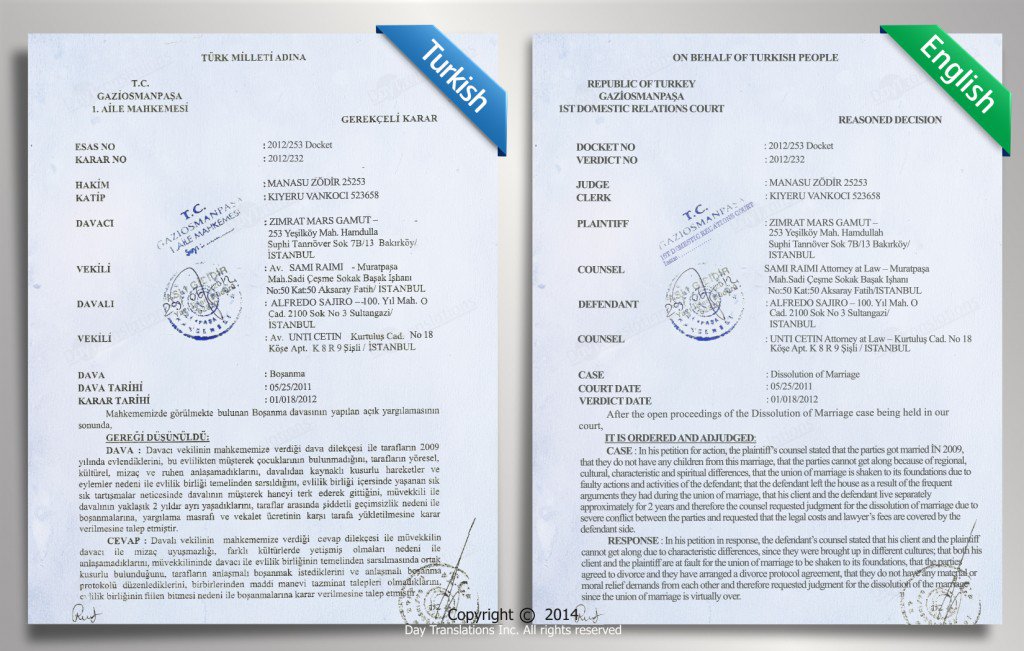 Turkish
TÜRK MİLLETİ ADINA
T.C.
GAZİOSMANPAŞA
1. AİLE MAHKEMESİ
GEREKÇELİ KARAR
ESAS NO : 2012/253 Docket
KARAR NO : 2012/232
HAKİM : MANASU ZÖDİR 25253
KATİP : KIYERU VANKOCI 523658
T.C.
GAZİOSMANPAŞA
1. AİLE MAHKEMESİ
DAVACI : ZIMRAT MARS GAMUT –
253 Yeşilköy Mah. Hamdulla
Suphi Tanrıöver Sok 7B/13 Bakırköy/
İSTANBUL
VEKİLİ : Av. SAMI RAIMI - Muratpaşa
Mah.Sadi Çeşme Sokak Başak Işhanı
No:50 Kat:50 Aksaray Fatih/ İSTANBUL
DAVALI : ALFREDO SAJIRO –100. Yıl Mah. O
Cad. 2100 Sok No 3 Sultangazi/
İSTANBUL
VEKİLİ : Av. UNTI CETIN Kurtuluş Cad. No 18
Köşe Apt. K 8 R 9 Şişli / İSTANBUL
DAVA : Boşanma
DAVA TARİHİ : 05/25/2011
KARAR TARİHİ : 01/018/2012
Mahkememizde görülmekte bulunan Boşanma davasının yapılan açık yargılamasının
sonunda,
GEREĞİ DÜŞÜNÜLDÜ:
DAVA : Davacı vekilinin mahkememize verdiği dava dilekçesi ile tarafların 2009
yılında evlendiklerini, bu evlilikten müşterek çocuklarının bulunmadığını, tarafların yöresel,
kültürel, mizaç ve ruhen anlaşamadıklarını, davalıdan kaynaklı kusurlu hareketler ve
eylemler nedeni ile evlilik birliği temelinden sarsıldığını, evlilik birliği içersinde yaşanan sık
sık tartışmalar neticesinde davalının müşterek haneyi terk ederek gittiğini, müvekkili ile
davalının yaklaşık 2 yıldır ayrı yaşadıklarını, taraflar arasında şiddetli geçimsizlik nedeni ile
boşanmalarına, yargılama masrafı ve vekalet ücretinin karşı tarafa yükletilmesine karar
verilmesine talep etmiştir.
CEVAP : Davalı vekilinin mahkememize verdiği cevap dilekçesi ile müvekkilin
davacı ile mizaç uyuşmazlığı, farklı kültürlerde yetişmiş olmaları nedeni ile
anlaşamadıklarını, müvekkilininde davacı ile evlilik birliğinin temelinden sarsılmasında ortak
kusurlu bulunduğunu, tarafların anlaşmalı boşanmak istediklerini ve anlaşmalı boşanma
protokolü düzenlediklerini, birbirlerinden maddi manevi tazminat talepleri olmadıklarını,
evlilik birliğinin fiilen bitmesi nedeni ile boşanmalarına karar verilmesine talep etmiştir.
English
ON BEHALF OF TURKISH PEOPLE
REPUBLIC OF TURKEY
GAZİOSMANPAŞA
1ST DOMESTIC RELATIONS COURT
REASONED DECISION
DOCKET NO : 2012/253 Docket
VERDICT NO : 2012/232
JUDGE : MANASU ZÖDİR 25253
CLERK : KIYERU VANKOCI 523658
T.C.
GAZİOSMANPAŞA
1ST DOMESTIC RELATIONS COURT
PLAINTIFF : ZIMRAT MARS GAMUT –
253 Yeşilköy Mah. Hamdullah
Suphi Tanrıöver Sok 7B/13 Bakırköy/
İSTANBUL
COUNSEL SAMI RAIMI Attorney at Law – Muratpaşa
Mah.Sadi Çeşme Sokak Başak Işhanı
No:50 Kat:50 Aksaray Fatih/İSTANBUL
DEFENDANT : ALFREDO SAJIRO – 100. Yıl Mah. O
Cad. 2100 Sok No 3 Sultangazi/
İSTANBUL
COUNSEL : UNTI CETIN Attorney at Law – Kurtuluş Cad. No 18
Köşe Apt. K 8 R 9 Şişli / İSTANBUL
CASE : Dissolution of Marriage
COURT DATE : 05/25/2011
VERDICT DATE : 01/018/2012
After the open proceedings of the Dissolution of Marriage case being held in our
court,
IT IS ORDERED AND ADJUDGED:
CASE : In his petition for action, the plaintiff's counsel stated that the parties got married İN 2009,
that they do not have any children from this marriage, that the parties cannot get along because of regional,
cultural, characteristic and spiritual differences, that the union of marriage is shaken to its foundations due to
faulty actions and activities of the defendant; that the defendant left the house as a result of the frequent
arguments they had during the union of marriage, that his client and the defendant live separately
approximately for 2 years and therefore the counsel requested judgment for the dissolution of marriage due to
severe conflict between the parties and requested that the legal costs and lawyer's fees are covered by the
defendant side.
RESPONSE : In his petition in response, the defendant's counsel stated that his client and the plaintiff
cannot get along due to characteristic differences, since they were brought up in different cultures; that both his
client and the plaintiff are at fault for the union of marriage to be shaken to its foundations, that the parties
agreed to divorce and they have arranged a divorce protocol agreement, that they do not have any material or
moral relief demands from each other and therefore requested judgment for the dissolution of the marriage
since the union of marriage is virtually over.
Copyright © 2014
Day Translations Inc. All rights reserved